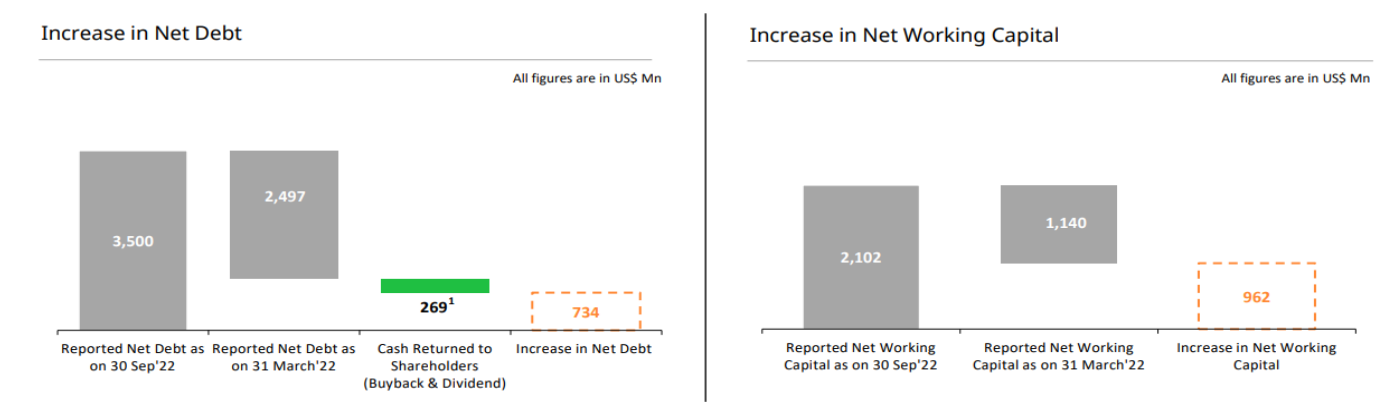 Increase in Net Debt
All figures are in US$ Mn
3,500
2,497
269¹
734
Reported Net Debt as
on 30 Sep'22
Reported Net Debt as
on 31 March'22
Cash Returned to
Shareholders
(Buyback & Dividend)
Increase in Net Debt
Increase in Net Working Capital
All figures are in US$ Mn
2,102
1,140
962
Reported Net Working
Capital as on 30 Sep'22
Reported Net Working
Capital as on 31 March'22
Increase in Net Working
Capital